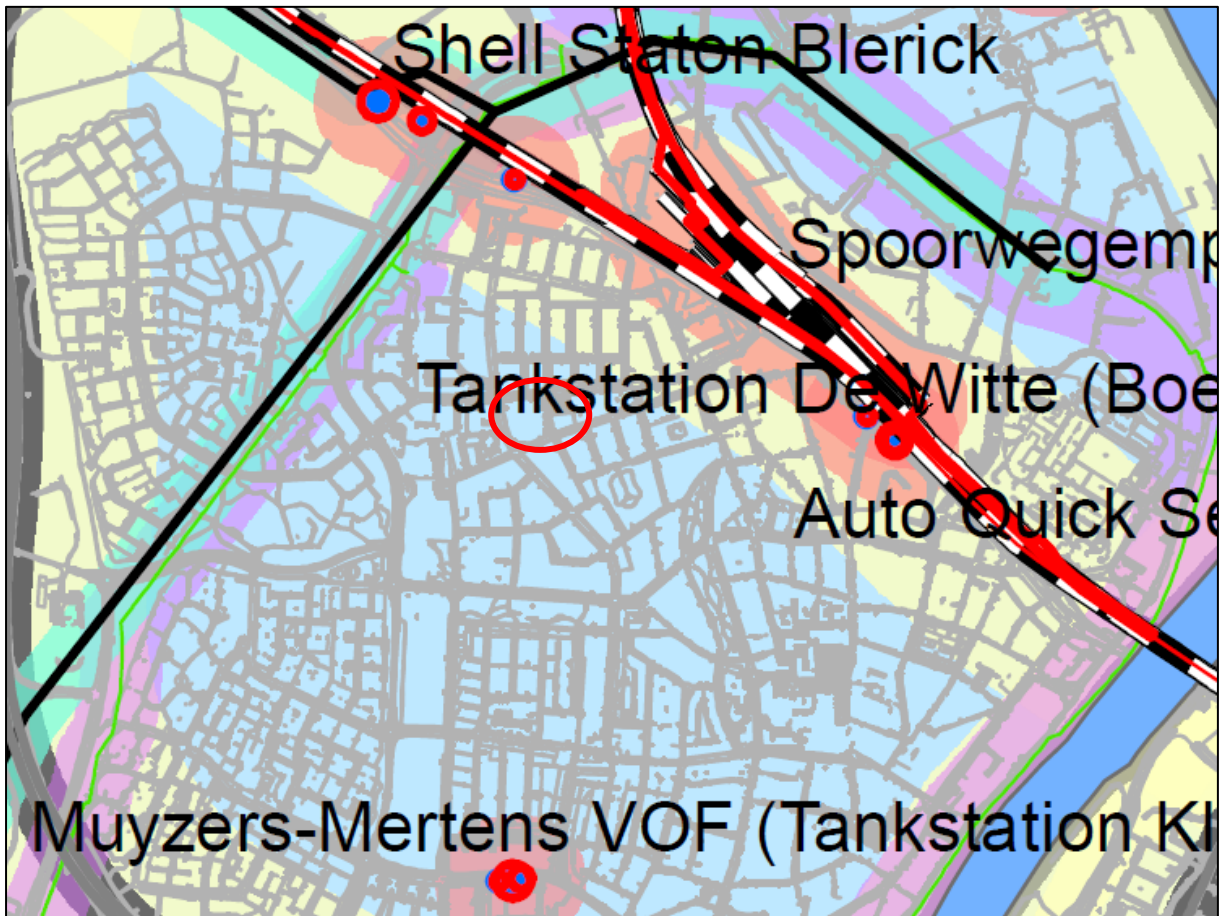 Shell Staton Blerick
Spoorwegemp
Tankstation De Witte (Boe
Auto Quick Se
Muyzers-Mertens VOF (Tankstation Kl